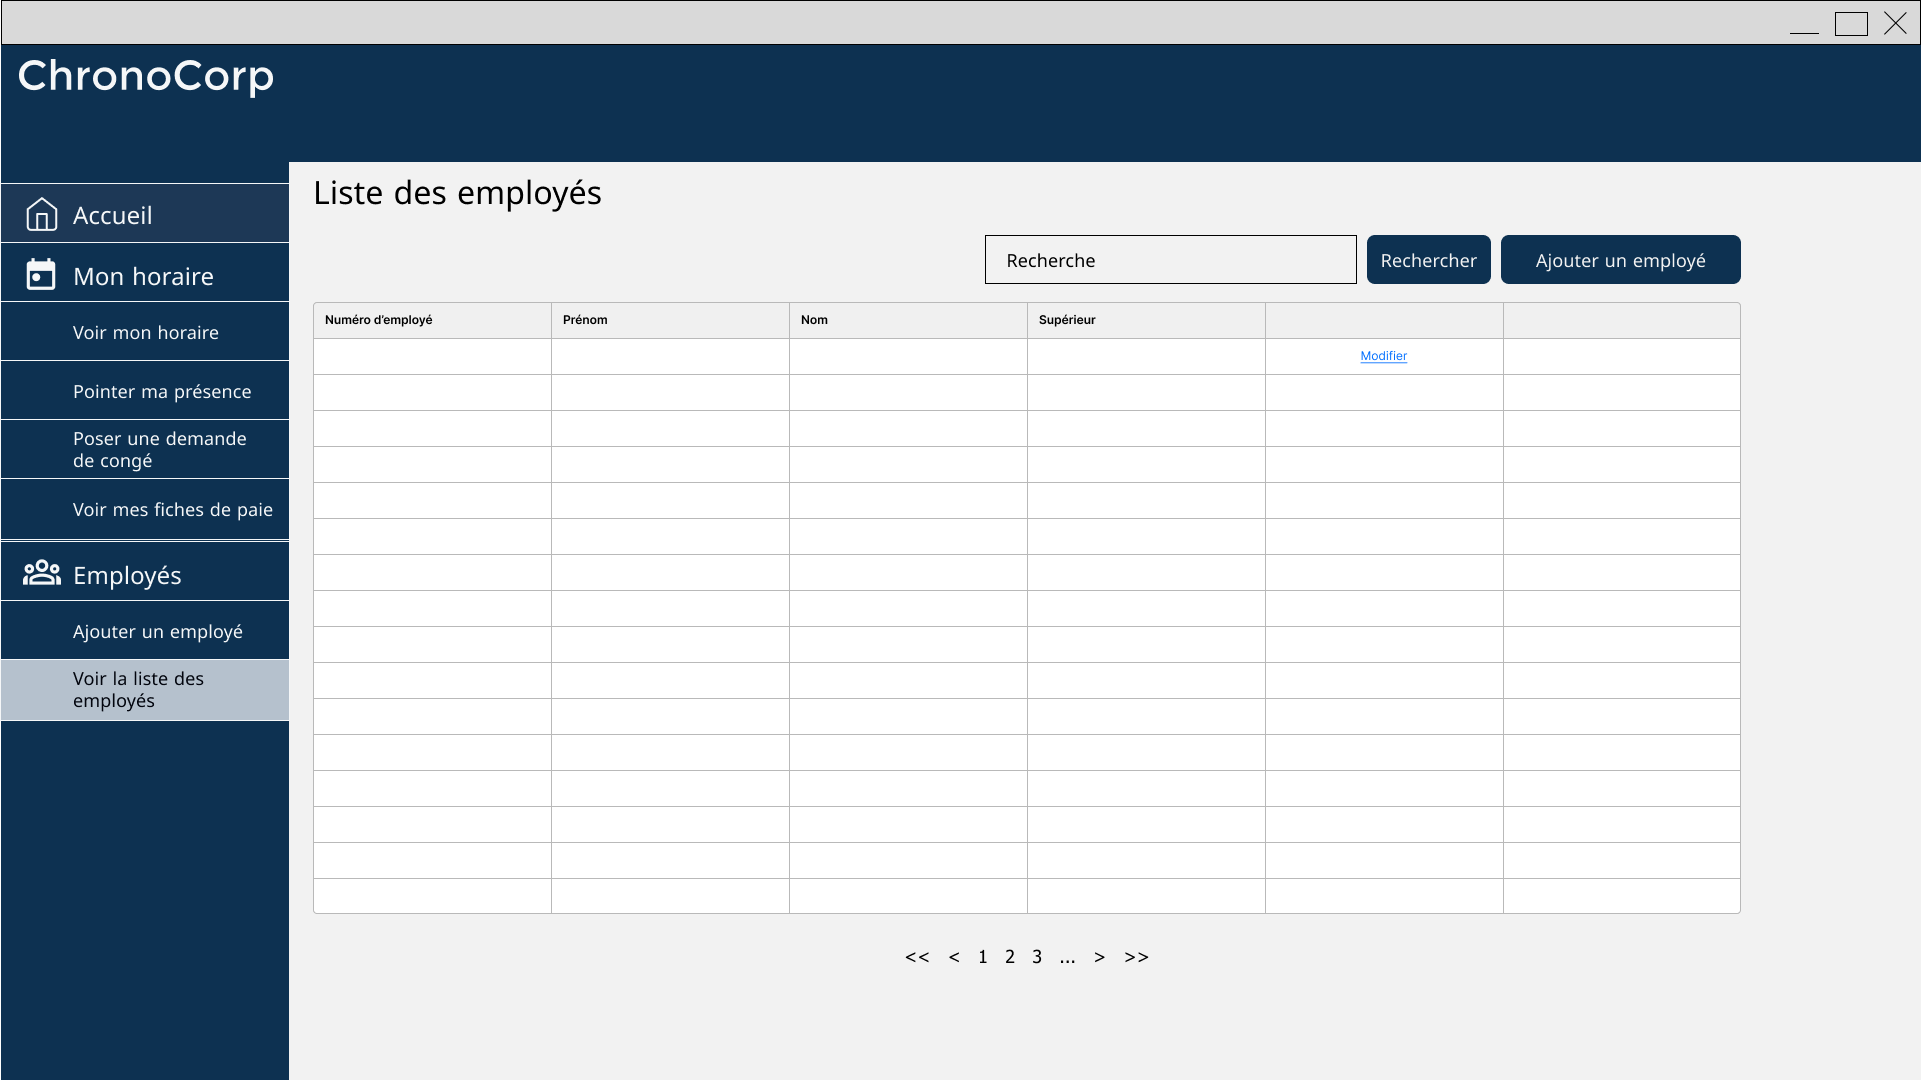 ChronoCorp
Accueil
Mon horaire
Voir mon horaire
Pointer ma présence
Poser une demande
de congé
Voir mes fiches de paie
Employés
Ajouter un employé
Voir la liste des
employés
Liste des employés
Recherche
Rechercher
Ajouter un employé
Numéro d'employé Prénom Nom Supérieur
Modifier
<< < 1 2 3 ... > >>